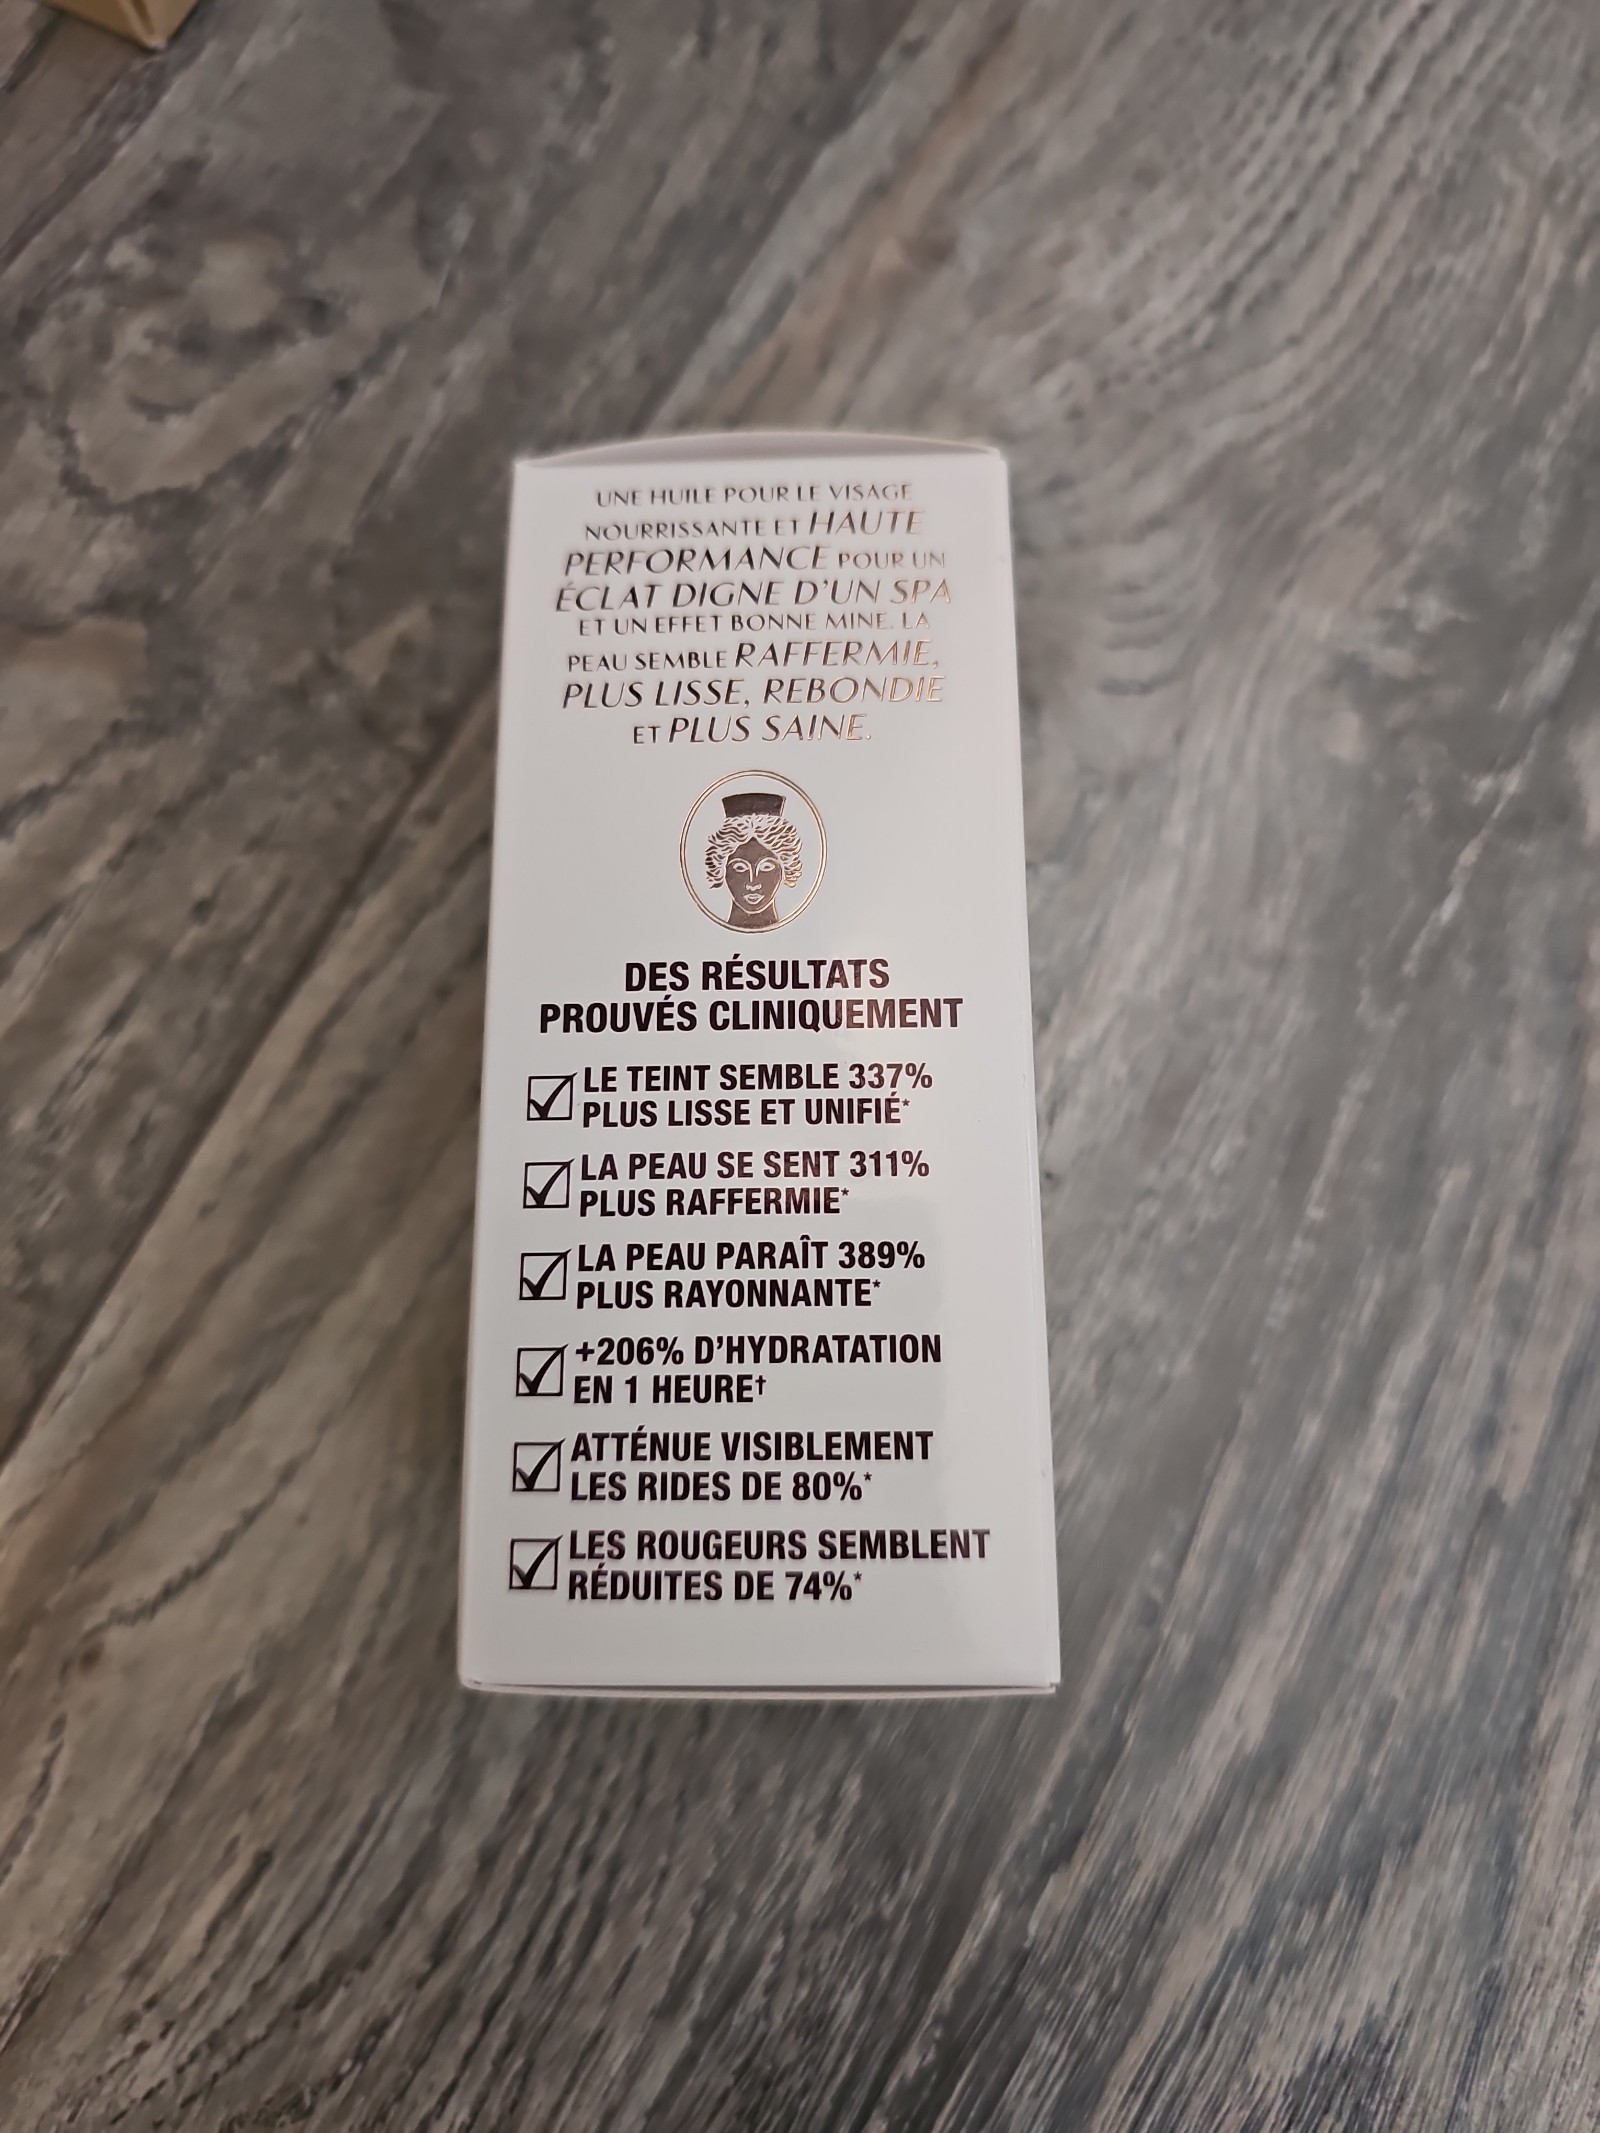 UNE HUILE POUR LE VISAGE
NOURRISSANTE ET HAUTE
PERFORMANCE POUR UN
ÉCLAT DIGNE D'UN SPA
ET UN EFFET BONNE MINE. LA
PEAU SEMBLE RAFFERMIE,
PLUS LISSE, REBONDIE
ET PLUS SAINE.
DES RÉSULTATS
PROUVÉS CLINIQUEMENT
LE TEINT SEMBLE 337%
PLUS LISSE ET UNIFIÉ*
LA PEAU SE SENT 311%
PLUS RAFFERMIE*
LA PEAU PARAÎT 389%
PLUS RAYONNANTE*
+206% D'HYDRATATION
EN 1 HEURE†
ATTÉNUE VISIBLEMENT
LES RIDES DE 80%*
LES ROUGEURS SEMBLENT
RÉDUITES DE 74%*